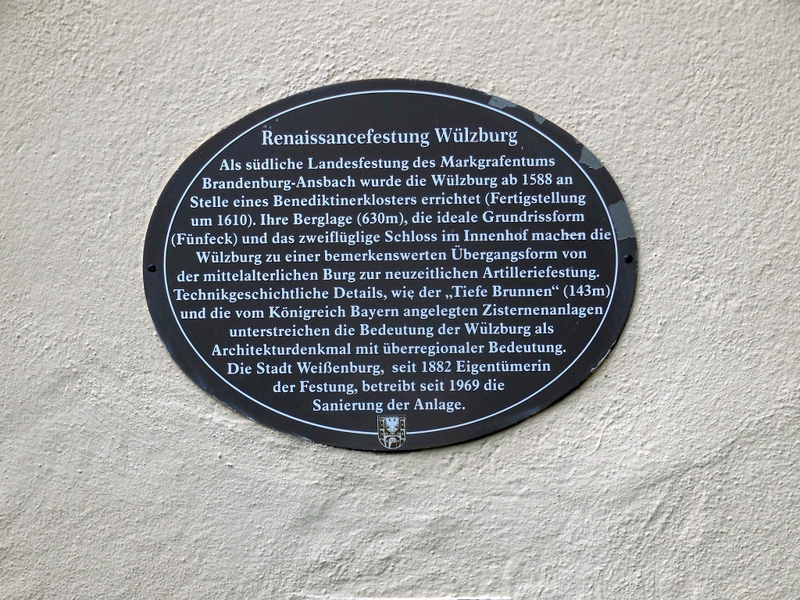 Renaissancefestung Wülzburg
Als südliche Landesfestung des Markgrafentums
Brandenburg-Ansbach wurde die Wülzburg ab 1588 an
Stelle eines Benediktinerklosters errichtet (Fertigstellung
um 1610). Ihre Berglage (630m), die ideale Grundrissform
(Fünfeck) und das zweiflüglige Schloss im Innenhof machen die
Wülzburg zu einer bemerkenswerten Übergangsform von
der mittelalterlichen Burg zur neuzeitlichen Artilleriefestung.
Technikgeschichtliche Details, wie der „Tiefe Brunnen“ (143m)
und die vom Königreich Bayern angelegten Zisternenanlagen
unterstreichen die Bedeutung der Wülzburg als
Architekturdenkmal mit überregionaler Bedeutung.
Die Stadt Weißenburg, seit 1882 Eigentümerin
der Festung, betreibt seit 1969 die
Sanierung der Anlage.